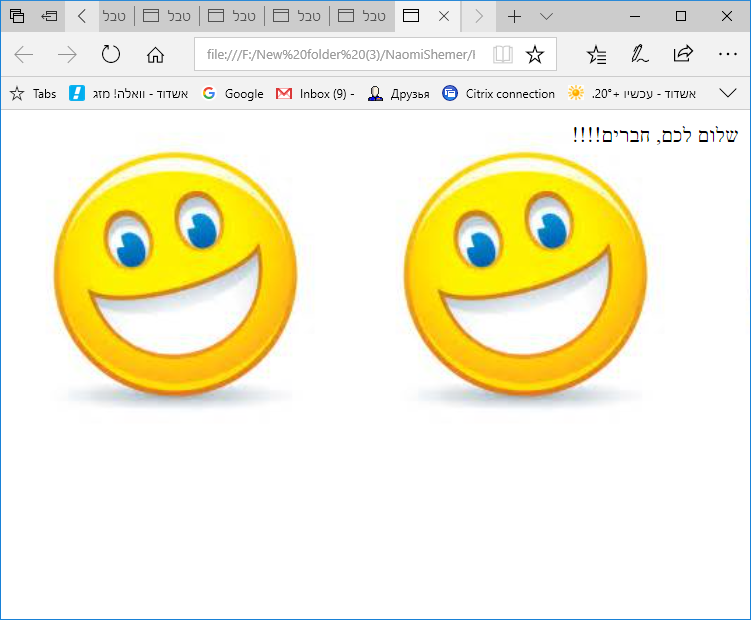 טבל טבל טבל טבל טבל
file:///F:/New%20folder%20(3)/NaomiShemer/
Tabs אשדוד - וואלה! מזג Google Inbox (9) - Друзья Citrix connection אשדוד - עכשיו +20°.
שלום לכם, חברים!!!!